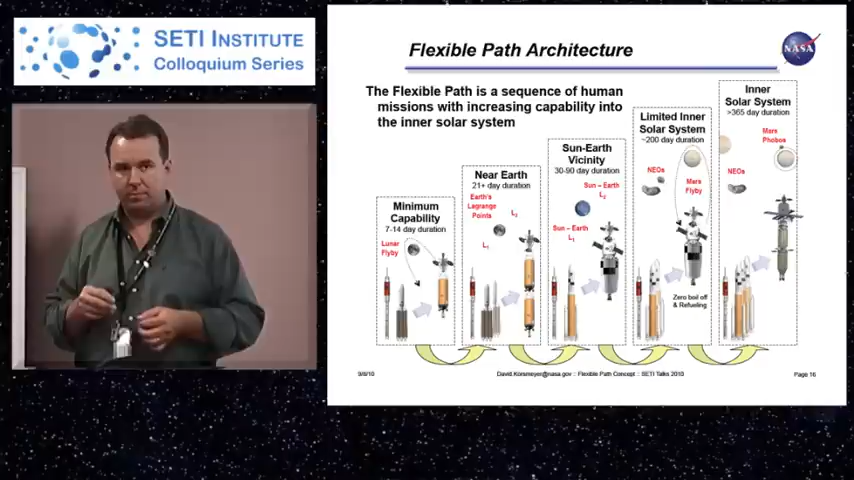 SETI INSTITUTE
Colloquium Series
Flexible Path Architecture
NASA
The Flexible Path is a sequence of human
missions with increasing capability into
the inner solar system
Minimum
Capability
7-14 day duration
Lunar
Flyby
Near Earth
21+ day duration
Earth's
Lagrange
Points
L2
L1
Sun-Earth
Vicinity
30-90 day duration
Sun – Earth
L2
Sun – Earth
L1
Limited Inner
Solar System
~200 day duration
NEOs
Mars
Flyby
Zero boil off
& Refueling
Inner
Solar System
>365 day duration
Mars
Phobos
NEOs
9/8/10
David.Korsmeyer@nasa.gov :: Flexible Path Concept :: SETI Talks 2010
Page 16